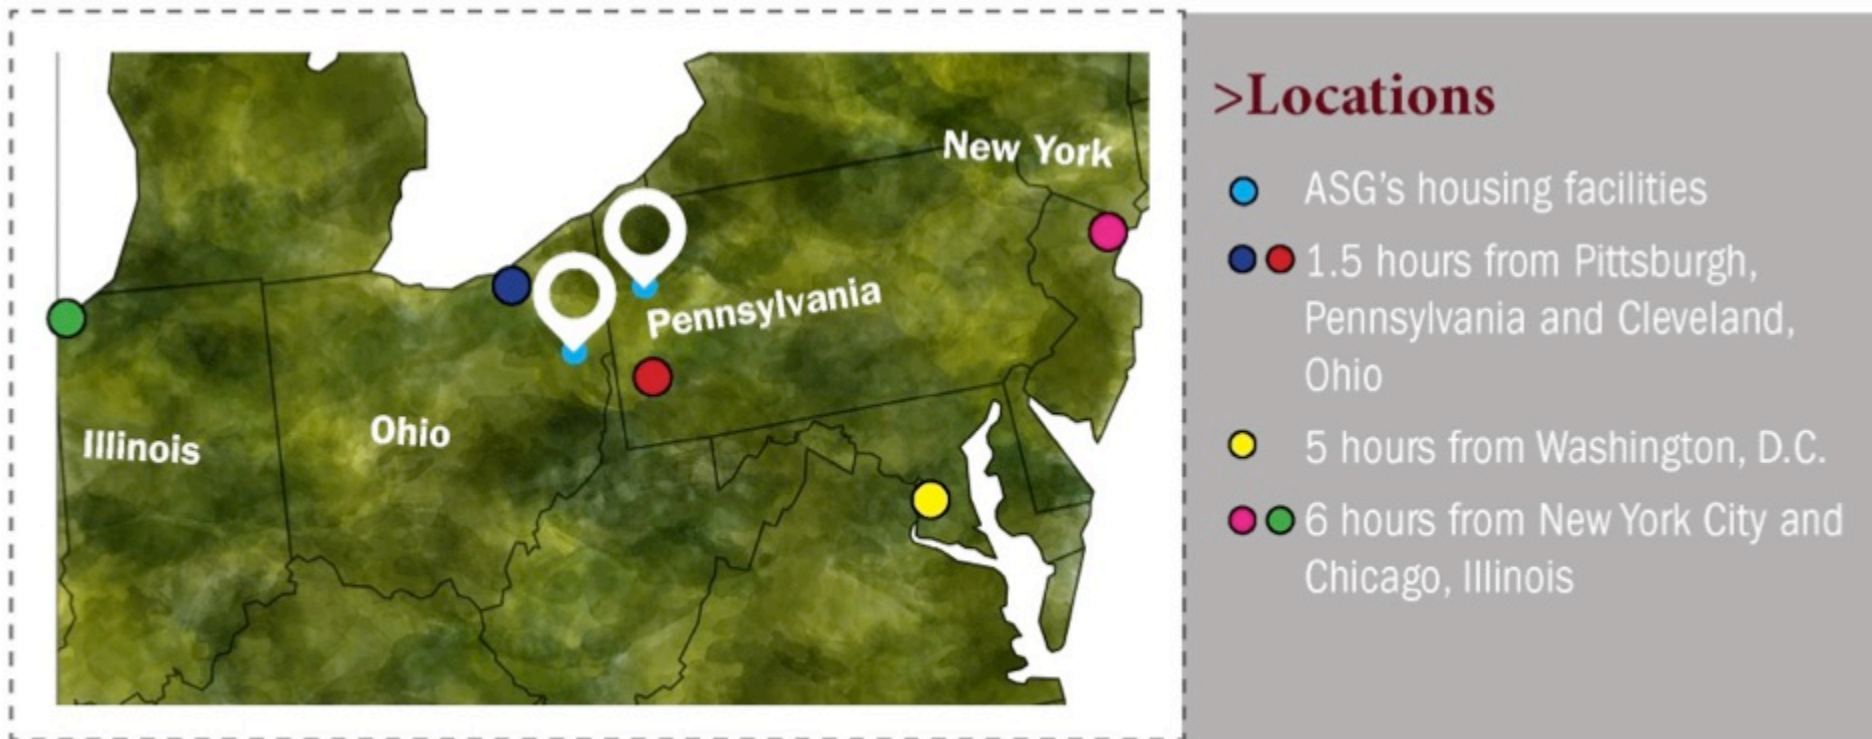 New York
Pennsylvania
Ohio
Illinois
>Locations
ASG's housing facilities
1.5 hours from Pittsburgh,
Pennsylvania and Cleveland,
Ohio
5 hours from Washington, D.C.
6 hours from New York City and
Chicago, Illinois